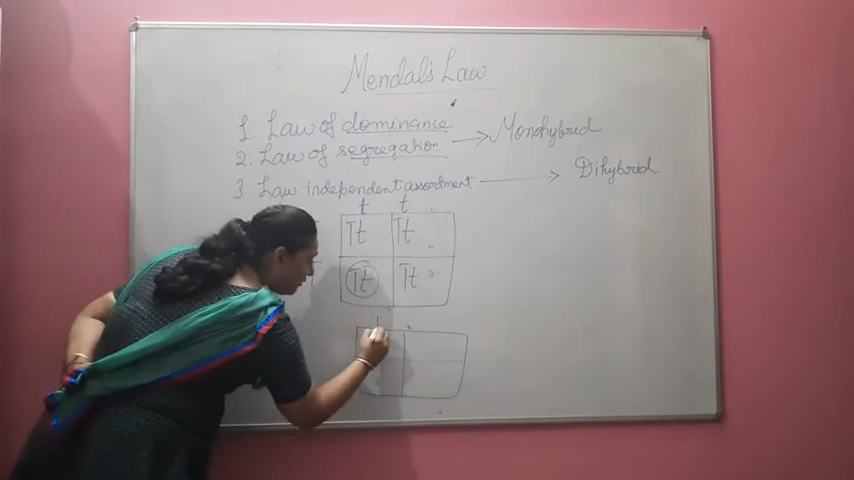 Mendal's Law
1. Law of dominance
2. Law of segregation → Monohybrid
3 Law independent assortment → Dihybrid
t t
Tt Tt
T Tt Tt